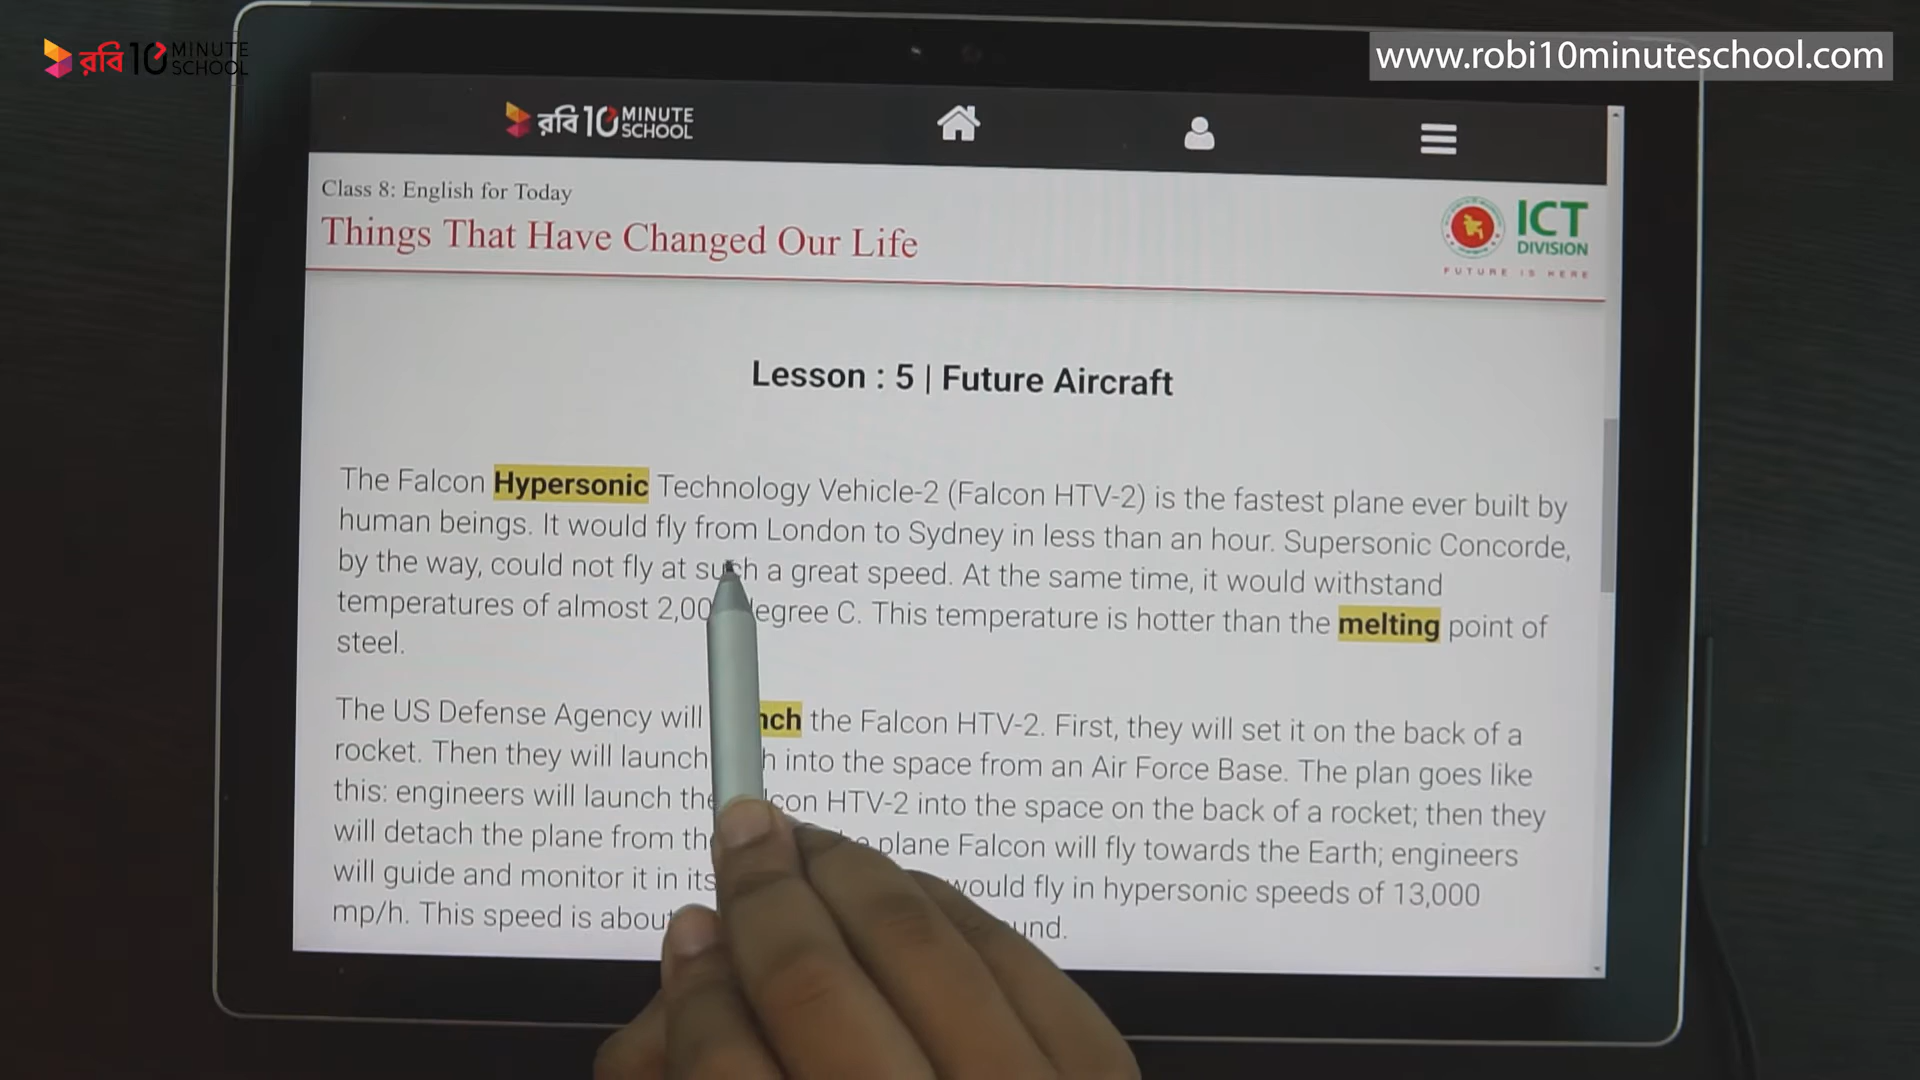 রবি 10 MINUTE SCHOOL
www.robi10minuteschool.com
রবি 10 MINUTE SCHOOL
Class 8: English for Today
Things That Have Changed Our Life
ICT
DIVISION
FUTURE IS HERE
Lesson : 5 | Future Aircraft
The Falcon Hypersonic Technology Vehicle-2 (Falcon HTV-2) is the fastest plane ever built by
human beings. It would fly from London to Sydney in less than an hour. Supersonic Concorde,
by the way, could not fly at such a great speed. At the same time, it would withstand
temperatures of almost 2,00 degree C. This temperature is hotter than the melting point of
steel.
The US Defense Agency will the Falcon HTV-2. First, they will set it on the back of a
rocket. Then they will launch into the space from an Air Force Base. The plan goes like
this: engineers will launch the HTV-2 into the space on the back of a rocket; then they
will detach the plane from plane Falcon will fly towards the Earth; engineers
will guide and monitor it in its would fly in hypersonic speeds of 13,000
mp/h. This speed is about